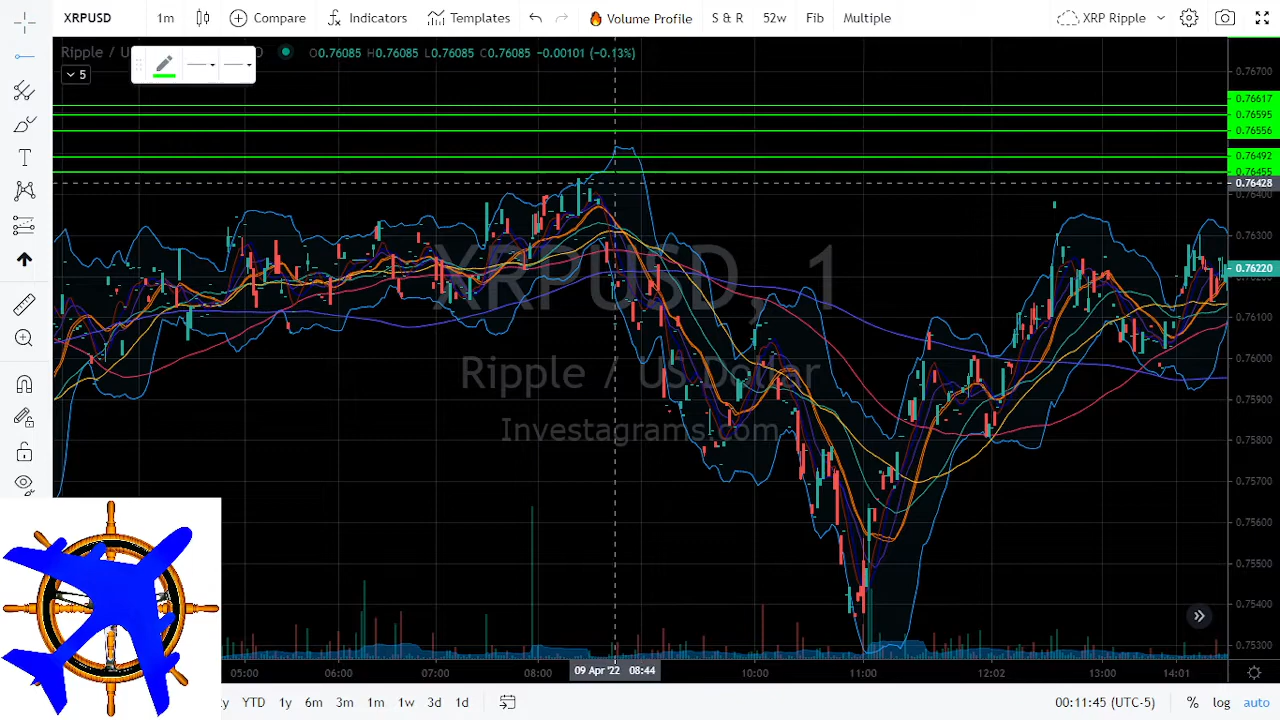 XRPUSD 1m Compare Indicators Templates Volume Profile S & R 52w Fib Multiple XRP Ripple
Ripple / U D O0.76085 H0.76085 L0.76085 C0.76085 −0.00101 (−0.13%)
5
0.76700
0.76617
0.76595
0.76556
0.76492
0.76455
0.76428
0.76400
0.76300
0.76220
0.76100
0.76000
0.75900
0.75800
0.75700
0.75600
0.75500
0.75400
0.75300
XRPUSD, 1
Ripple / US Dollar
Investagrams.com
05:00 06:00 07:00 08:00 09 Apr '22 08:44 10:00 11:00 12:02 13:00 14:01
y YTD 1y 6m 3m 1m 1w 3d 1d 00:11:45 (UTC-5) % log auto